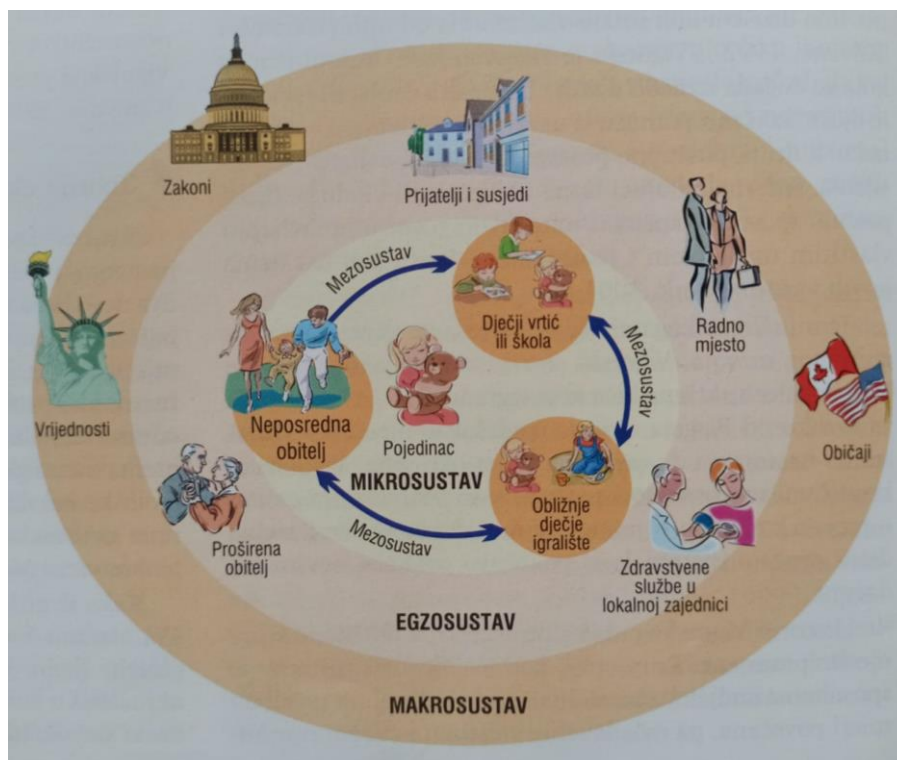 Zakoni
Prijatelji i susjedi
Mezosustav
Dječji vrtić
ili škola
Radno
mjesto
Mezosustav
Vrijednosti
Neposredna
obitelj
Pojedinac
Običaji
MIKROSUSTAV
Obližnje
dječje
igralište
Mezosustav
Proširena
obitelj
Zdravstvene
službe u
lokalnoj zajednici
EGZOSUSTAV
MAKROSUSTAV